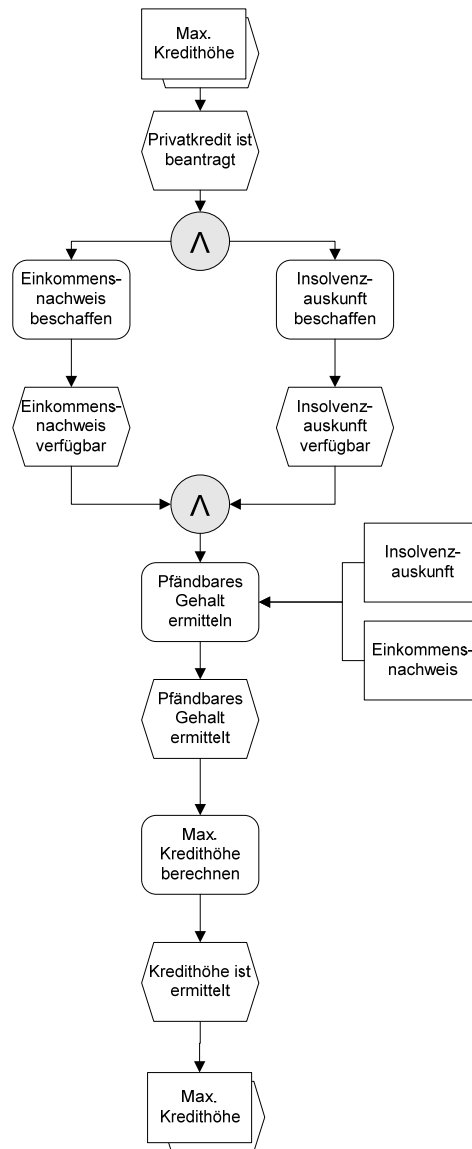 Max.
Kredithöhe
Privatkredit ist
beantragt
Λ
Einkommens-
nachweis
beschaffen
Insolvenz-
auskunft
beschaffen
Einkommens-
nachweis
verfügbar
Insolvenz-
auskunft
verfügbar
Λ
Pfändbares
Gehalt
ermitteln
Insolvenz-
auskunft
Einkommens-
nachweis
Pfändbares
Gehalt
ermittelt
Max.
Kredithöhe
berechnen
Kredithöhe ist
ermittelt
Max.
Kredithöhe